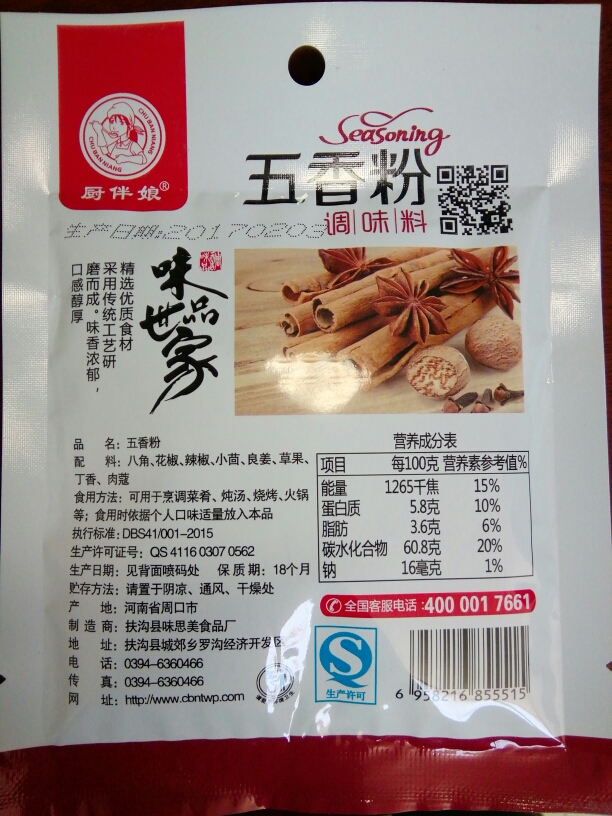 CHU BAN NIANG
CHU BAN NIANG
厨伴娘®
Seasoning
五香粉
调味料
生产日期:20170203
味品世家
精选优质食材
采用传统工艺研
磨而成。味香浓郁，
口感醇厚
品 名：五香粉
配 料：八角、花椒、辣椒、小茴、良姜、草果、
丁香、肉蔻
食用方法：可用于烹调菜肴、炖汤、烧烤、火锅
等；食用时依据个人口味适量放入本品
执行标准：DBS41/001-2015
生产许可证号：QS 4116 0307 0562
生产日期：见背面喷码处 保质期：18个月
贮存方法：请置于阴凉、通风、干燥处
产 地：河南省周口市
制造商：扶沟县味思美食品厂
地 址：扶沟县城郊乡罗沟经济开发区
电 话：0394-6360466
传 真：0394-6360466
网 址：http://www.cbntwp.com
营养成分表
项目 每100克 营养素参考值%
能量 1265千焦 15%
蛋白质 5.8克 10%
脂肪 3.6克 6%
碳水化合物 60.8克 20%
钠 16毫克 1%
全国客服电话：400 001 7661
S
生产许可
6 958216 855515